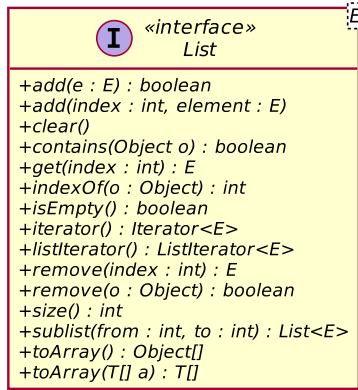 E
I
«interface»
List
+add(e : E) : boolean
+add(index : int, element : E)
+clear()
+contains(Object o) : boolean
+get(index : int) : E
+indexOf(o : Object) : int
+isEmpty() : boolean
+iterator() : Iterator<E>
+listIterator() : ListIterator<E>
+remove(index : int) : E
+remove(o : Object) : boolean
+size() : int
+sublist(from : int, to : int) : List<E>
+toArray() : Object[]
+toArray(T[] a) : T[]